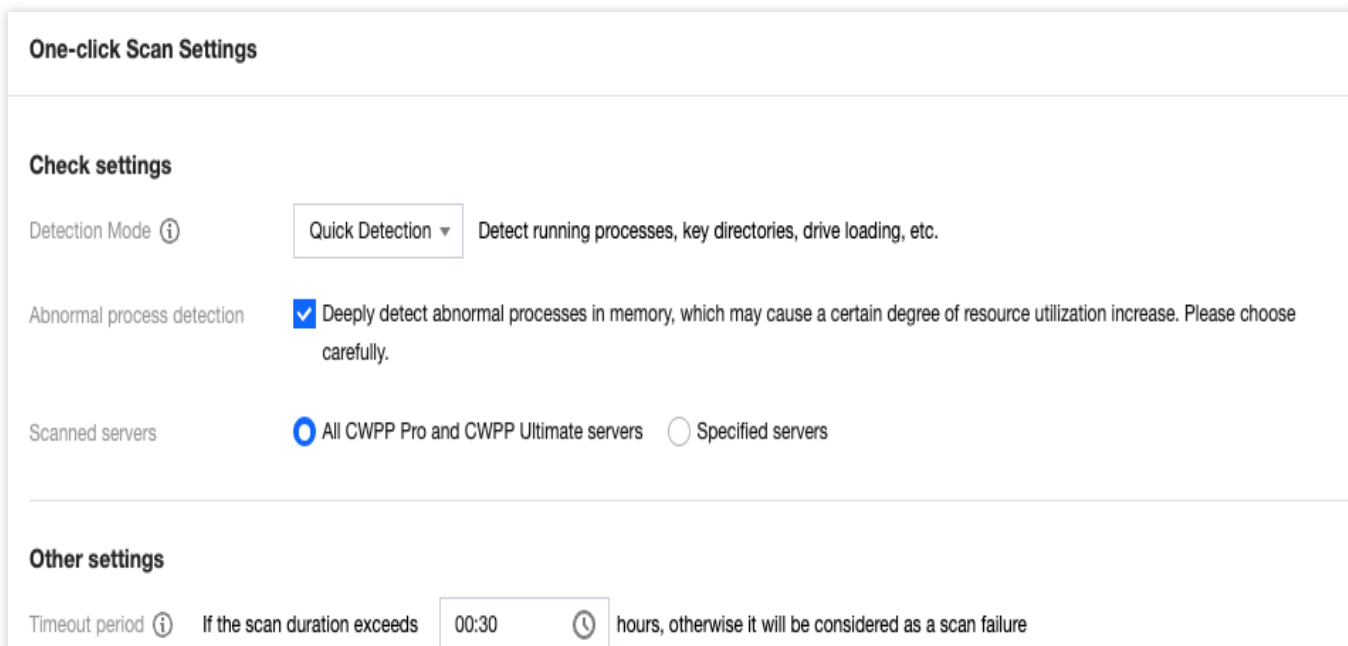 One-click Scan Settings
Check settings
Detection Mode
Quick Detection
Detect running processes, key directories, drive loading, etc.
Abnormal process detection
Deeply detect abnormal processes in memory, which may cause a certain degree of resource utilization increase. Please choose
carefully.
Scanned servers
All CWPP Pro and CWPP Ultimate servers
Specified servers
Other settings
Timeout period
If the scan duration exceeds
00:30
hours, otherwise it will be considered as a scan failure